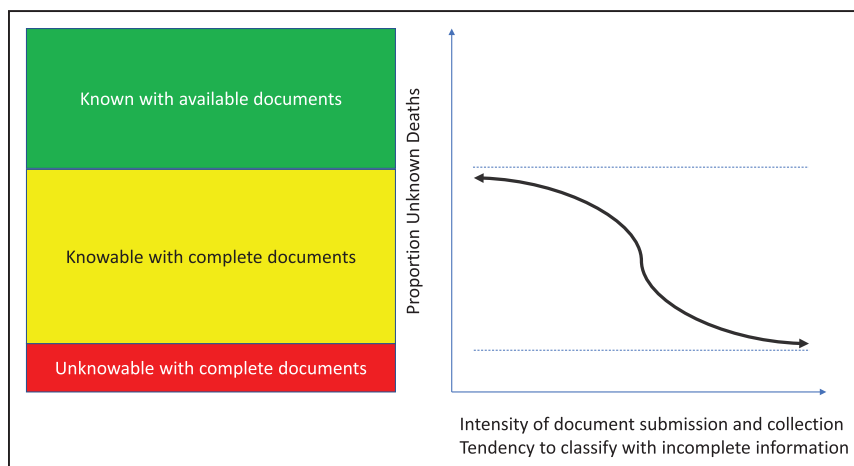 Known with available documents
Knowable with complete documents
Unknowable with complete documents
Proportion Unknown Deaths
Intensity of document submission and collection
Tendency to classify with incomplete information